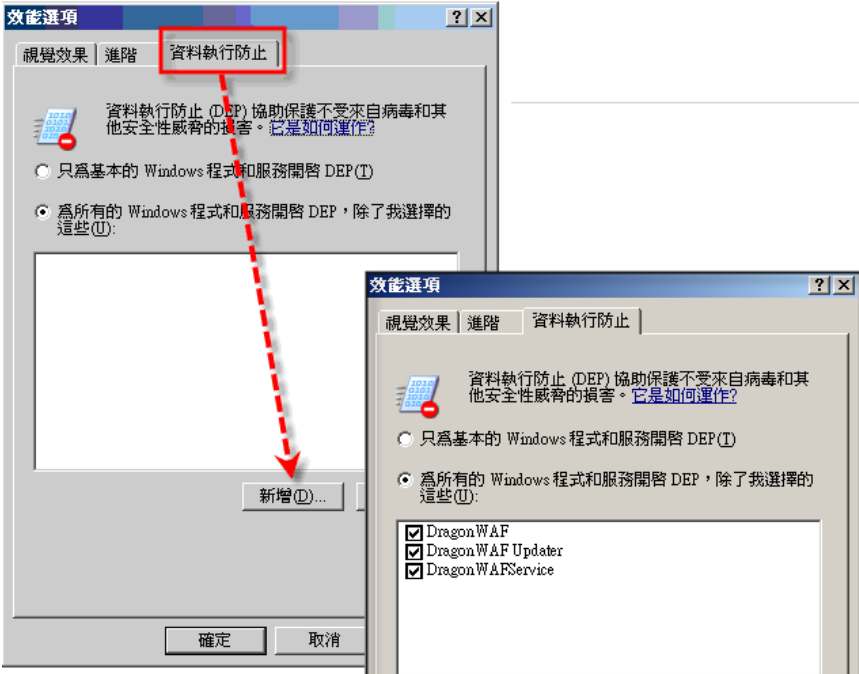 效能選項
視覺效果 進階 資料執行防止
資料執行防止 (DEP) 協助保護不受來自病毒和其
他安全性威脅的損害。它是如何運作?
只為基本的 Windows 程式和服務開啟 DEP(T)
為所有的 Windows 程式和服務開啟 DEP，除了我選擇的
這些(U):
新增(D)...
確定 取消
效能選項
視覺效果 進階 資料執行防止
資料執行防止 (DEP) 協助保護不受來自病毒和其
他安全性威脅的損害。它是如何運作?
只為基本的 Windows 程式和服務開啟 DEP(T)
為所有的 Windows 程式和服務開啟 DEP，除了我選擇的
這些(U):
DragonWAF
DragonWAF Updater
DragonWAFService